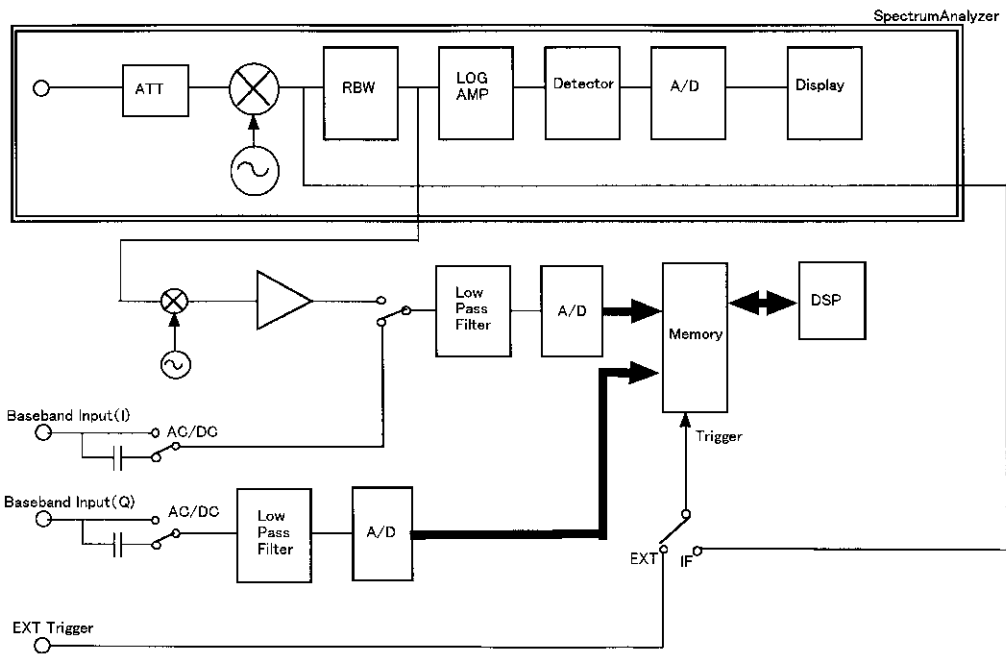 SpectrumAnalyzer
ATT
RBW
LOG
AMP
Detector
A/D
Display
Low
Pass
Filter
A/D
Memory
DSP
Baseband Input(I)
AC/DC
Trigger
Baseband Input(Q)
AC/DC
Low
Pass
Filter
A/D
EXT
IF
EXT Trigger